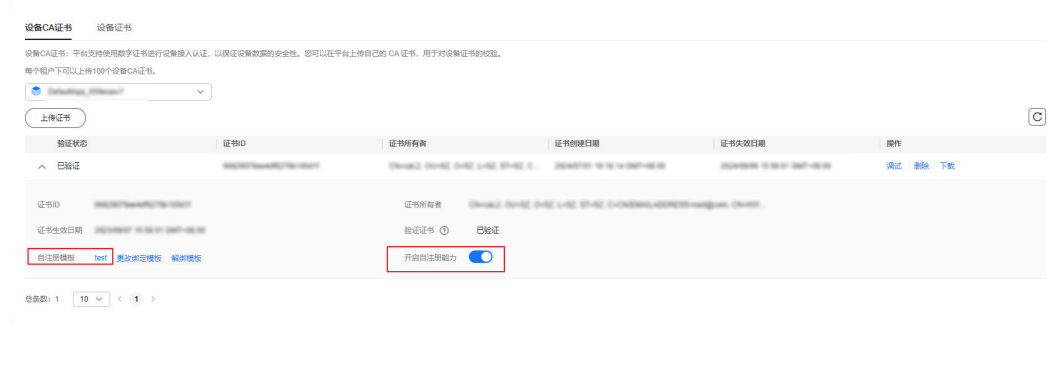 设备CA证书 设备证书
设备CA证书：平台支持使用数字证书进行设备接入认证，以保证设备数据的安全性。您可以在平台上传自己的 CA 证书，用于对设备证书的校验。
每个租户下可以上传100个设备CA证书。
上传证书
验证状态 证书ID 证书所有者 证书创建日期 证书失效日期 操作
已验证 调试 删除 下载
证书ID 证书所有者
证书生效日期 验证证书 ? 已验证
自注册模板 test 更改绑定模板 解绑模板 开启自注册能力
总条数：1 10 < 1 >